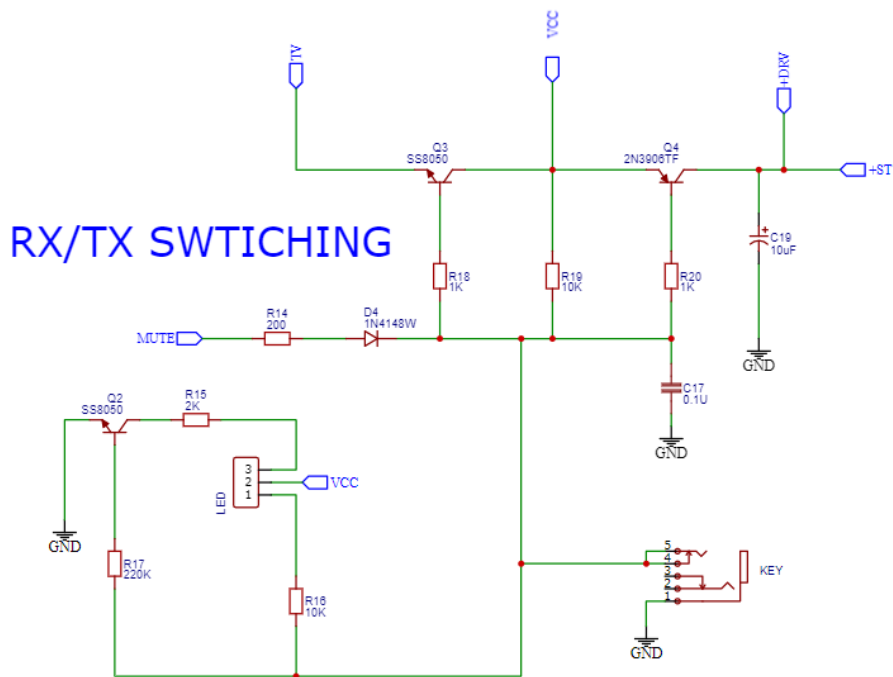 TV
VCC
+DRV
Q3
SS8050
Q4
2N3906TF
+ST
RX/TX SWTICHING
C19
10uF
R18
1K
R19
10K
R20
1K
R14
200
D4
1N4148W
MUTE
GND
C17
0.1U
Q2
SS8050
R15
2K
GND
3
2
1
VCC
LED
GND
R17
220K
5
4
3
2
1
KEY
R16
10K
GND